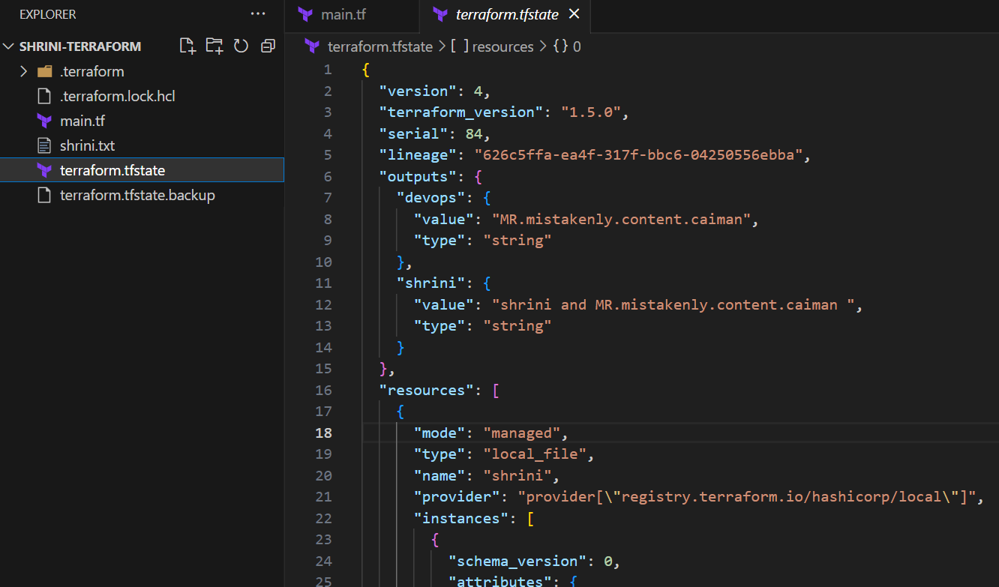 EXPLORER
SHRINI-TERRAFORM
.terraform
.terraform.lock.hcl
main.tf
shrini.txt
terraform.tfstate
terraform.tfstate.backup
main.tf
terraform.tfstate
terraform.tfstate > [ ] resources > {} 0
1 {
2 "version": 4,
3 "terraform_version": "1.5.0",
4 "serial": 84,
5 "lineage": "626c5ffa-ea4f-317f-bbc6-04250556ebba",
6 "outputs": {
7 "devops": {
8 "value": "MR.mistakenly.content.caiman",
9 "type": "string"
10 },
11 "shrini": {
12 "value": "shrini and MR.mistakenly.content.caiman ",
13 "type": "string"
14 }
15 },
16 "resources": [
17 {
18 "mode": "managed",
19 "type": "local_file",
20 "name": "shrini",
21 "provider": "provider[\"registry.terraform.io/hashicorp/local\"]",
22 "instances": [
23 {
24 "schema_version": 0,
25 "attributes": {